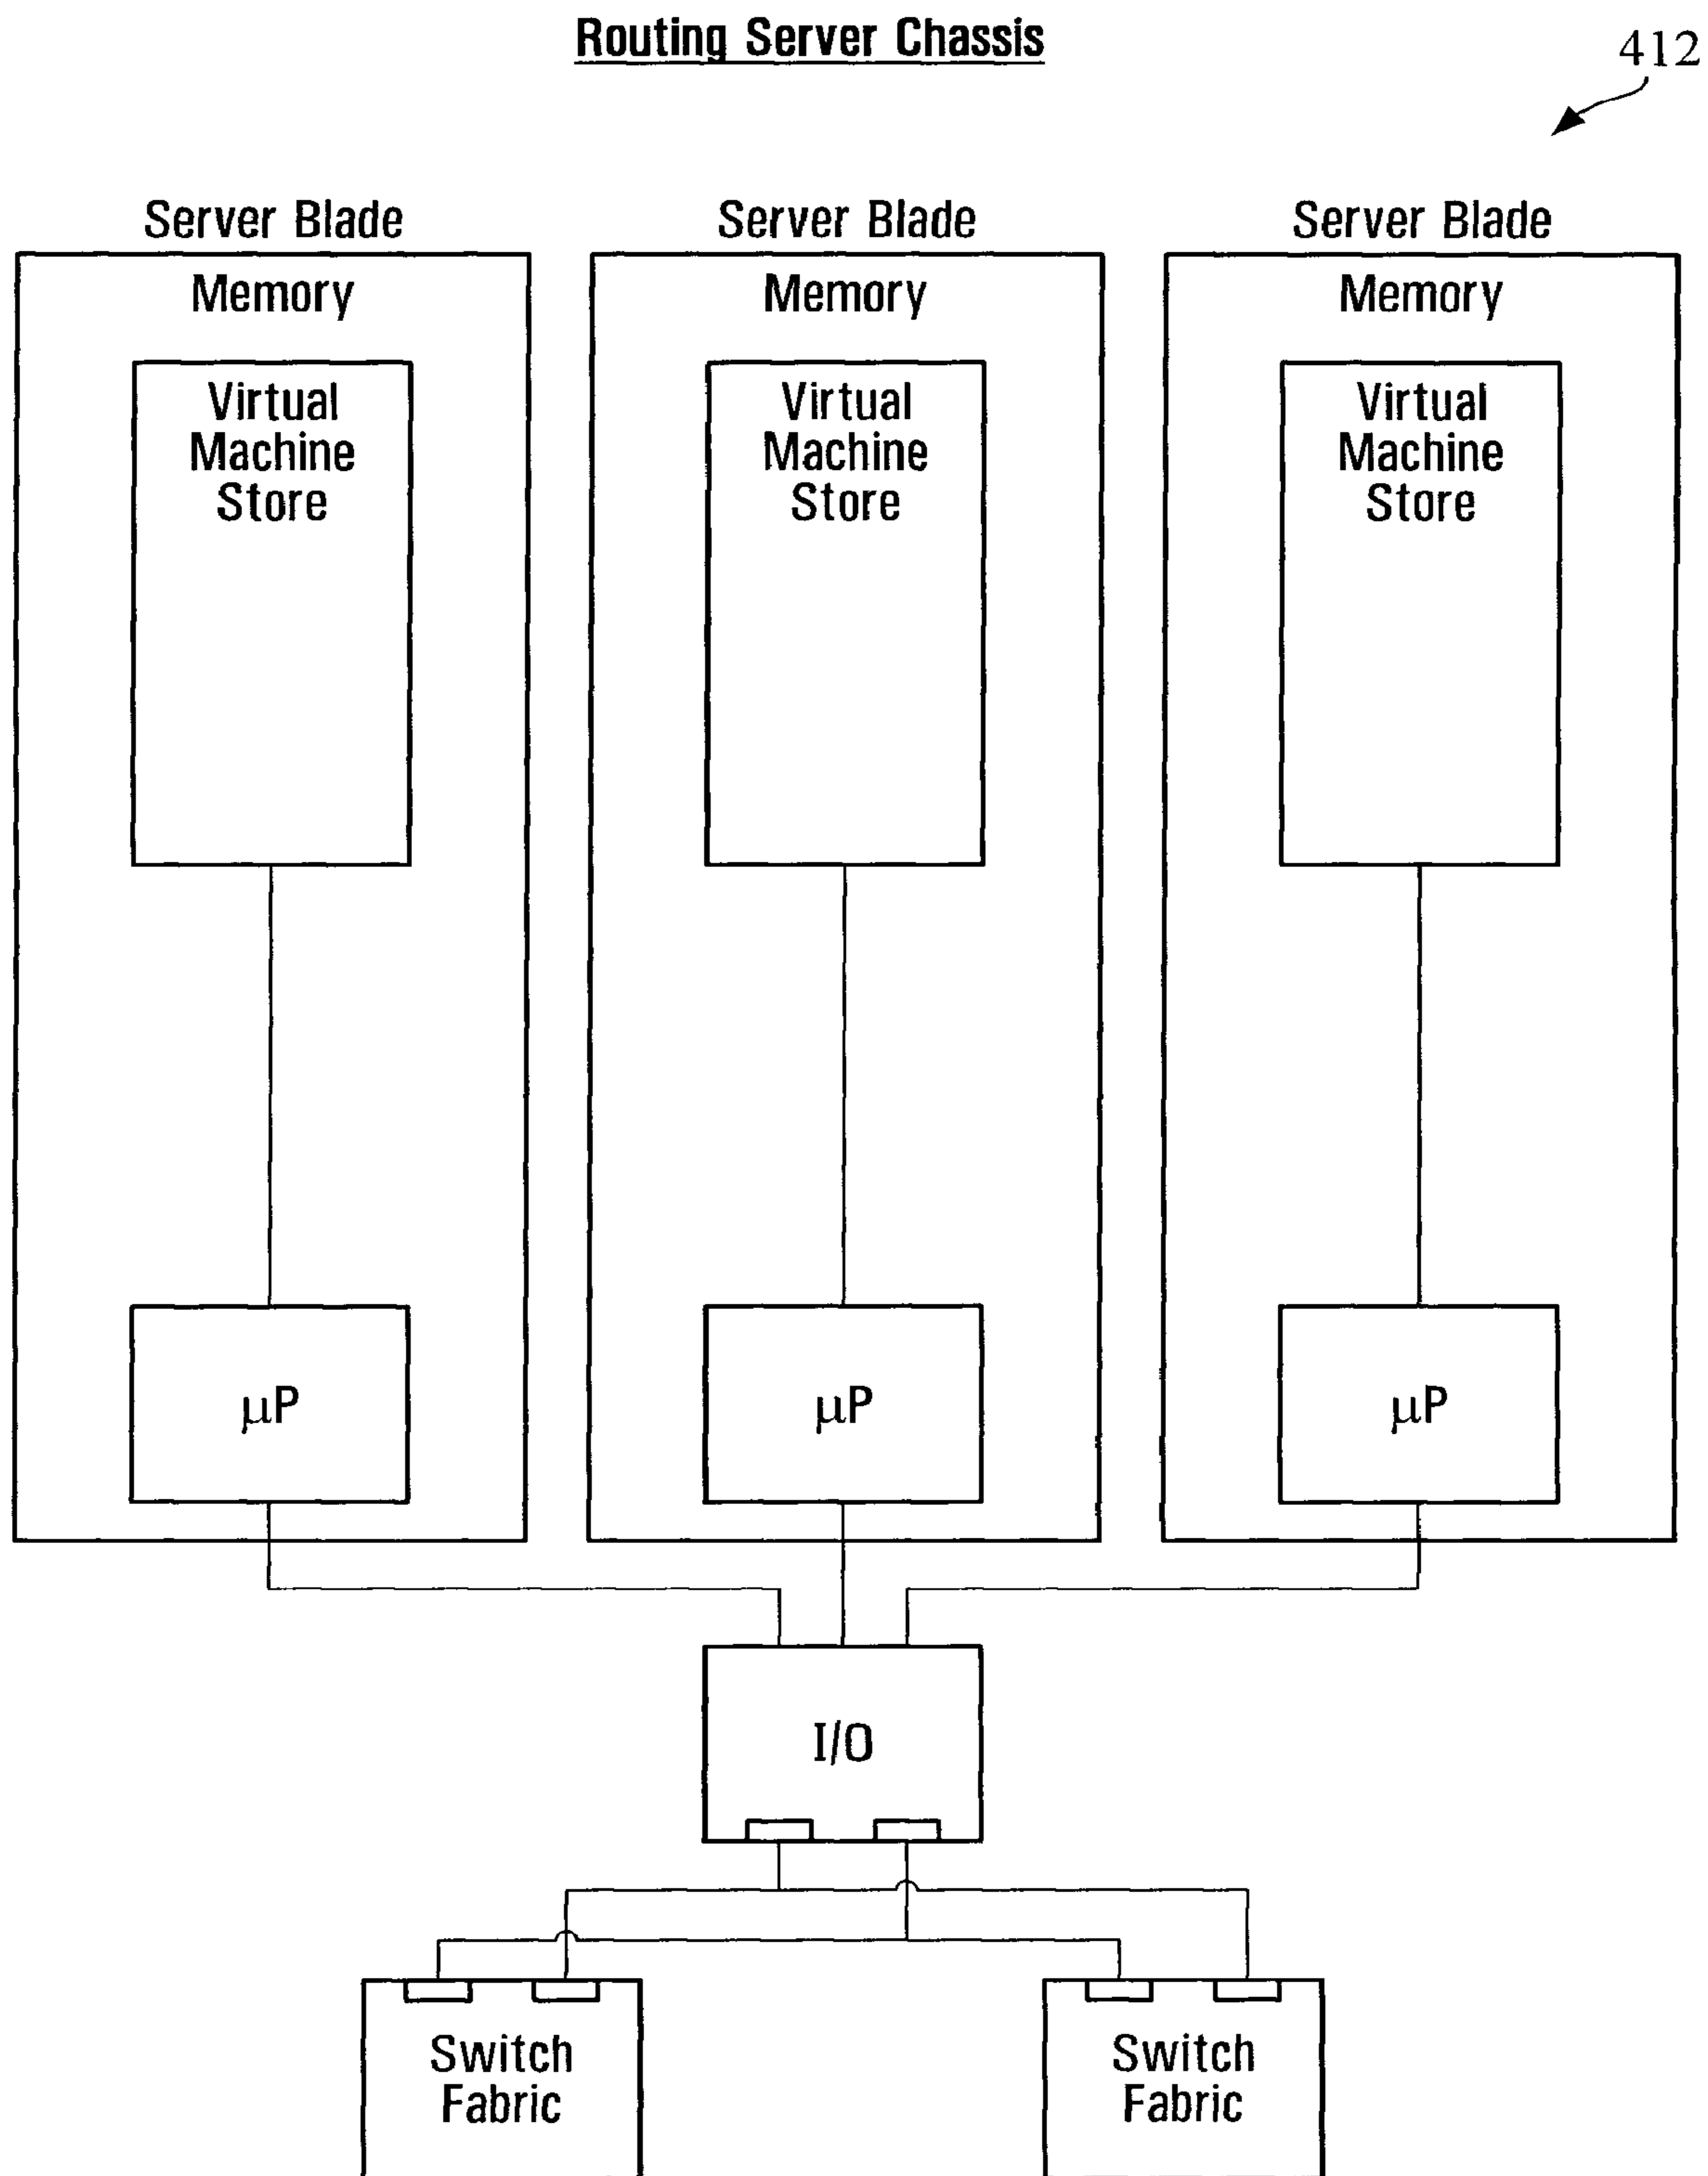 Routing Server Chassis
412
Server Blade
Server Blade
Server Blade
Memory
Memory
Memory
Virtual
Machine
Store
Virtual
Machine
Store
Virtual
Machine
Store
μP
μP
μP
I/O
Switch
Fabric
Switch
Fabric